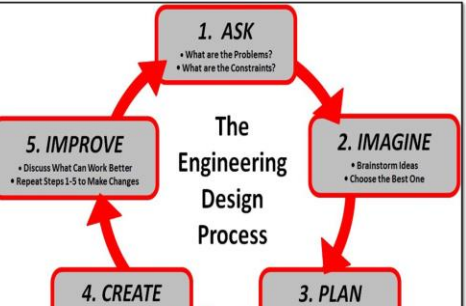 1. ASK
• What are the Problems?
• What are the Constraints?
The
Engineering
Design
Process
2. IMAGINE
• Brainstorm Ideas
• Choose the Best One
3. PLAN
4. CREATE
5. IMPROVE
• Discuss What Can Work Better
• Repeat Steps 1-5 to Make Changes